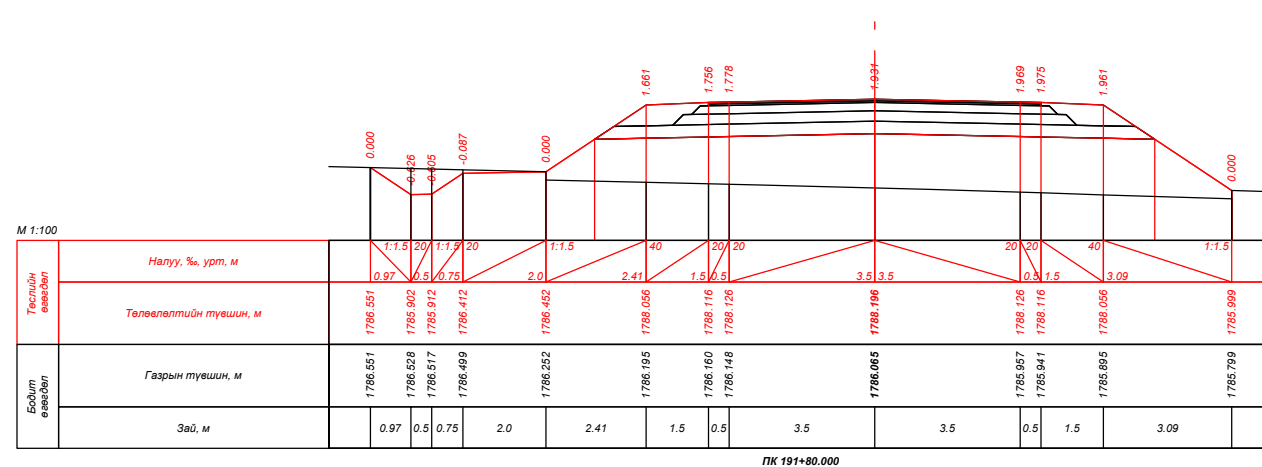 1.661 1.756 1.778 1.931 1.969 1.975 1.961
0.000 0.626 0.605 -0.087 0.000 0.000
М 1:100
Төслийн өгөгдөл
Налуу, ‰, урт, м
1:1.5 20 1:1.5 20 1:1.5 40 20 20 20 20 40 1:1.5
0.97 0.5 0.75 2.0 2.41 1.5 0.5 3.5 3.5 0.5 1.5 3.09
Төлөвлөлтийн түвшин, м
1786.551 1785.902 1785.912 1786.412 1786.452 1788.056 1788.116 1788.126 1788.196 1788.126 1788.116 1788.056 1785.999
Бодит өгөгдөл
Газрын түвшин, м
1786.551 1786.528 1786.517 1786.499 1786.252 1786.195 1786.160 1786.148 1786.065 1785.957 1785.941 1785.895 1785.799
Зай, м
0.97 0.5 0.75 2.0 2.41 1.5 0.5 3.5 3.5 0.5 1.5 3.09
ПК 191+80.000